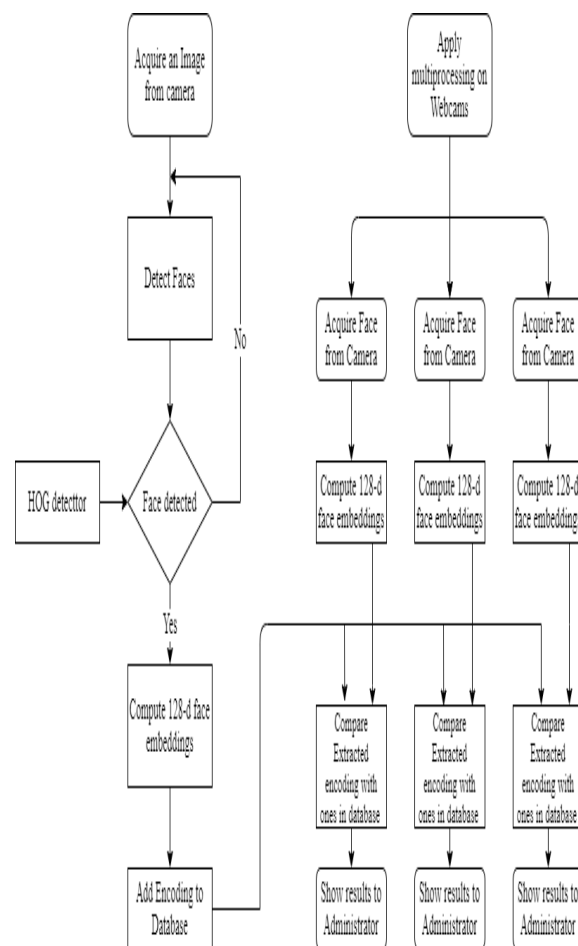 Acquire an Image
from camera
Detect Faces
No
HOG detecttor
Face detected
Yes
Compute 128-d face
embeddings
Add Encoding to
Database
Apply
multiprocessing on
Webcams
Acquire Face
from Camera
Acquire Face
from Camera
Acquire Face
from Camera
Compute 128-d
face embeddings
Compute 128-d
face embeddings
Compute 128-d
face embeddings
Compare
Extracted
encoding with
ones in database
Compare
Extracted
encoding with
ones in database
Compare
Extracted
encoding with
ones in database
Show results to
Administrator
Show results to
Administrator
Show results to
Administrator